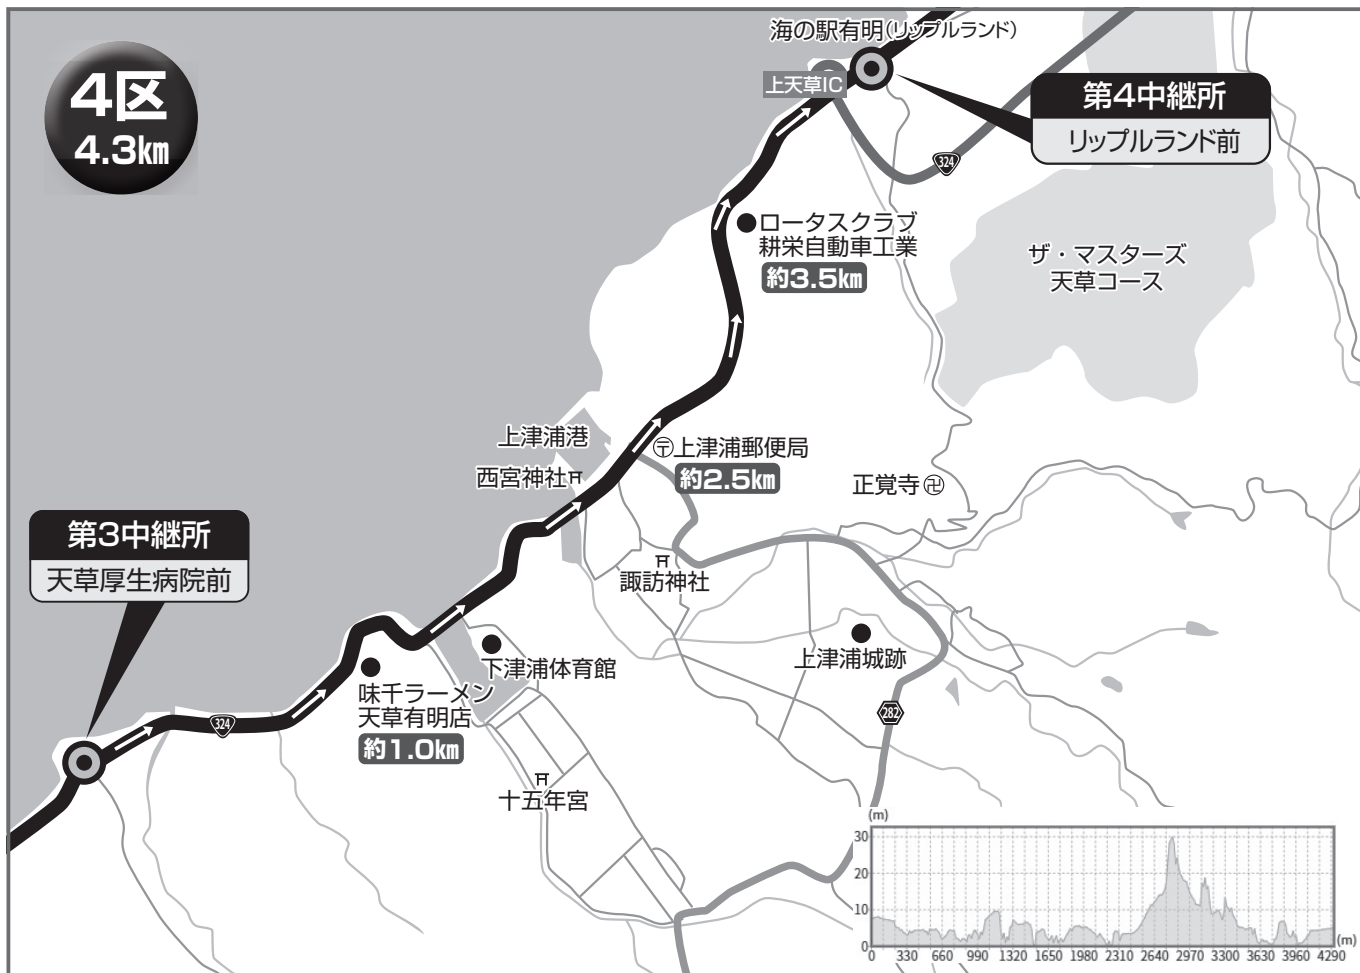 4区
4.3km
海の駅有明(リップルランド)
上天草IC
第4中継所
リップルランド前
324
ロータスクラブ
耕栄自動車工業
約3.5km
ザ・マスターズ
天草コース
上津浦港
〒上津浦郵便局
約2.5km
西宮神社
正覚寺卍
第3中継所
天草厚生病院前
諏訪神社
上津浦城跡
下津浦体育館
味千ラーメン
天草有明店
約1.0km
324
282
十五年宮
(m)
30
20
10
0
0 330 660 990 1320 1650 1980 2310 2640 2970 3300 3630 3960 4290
(m)